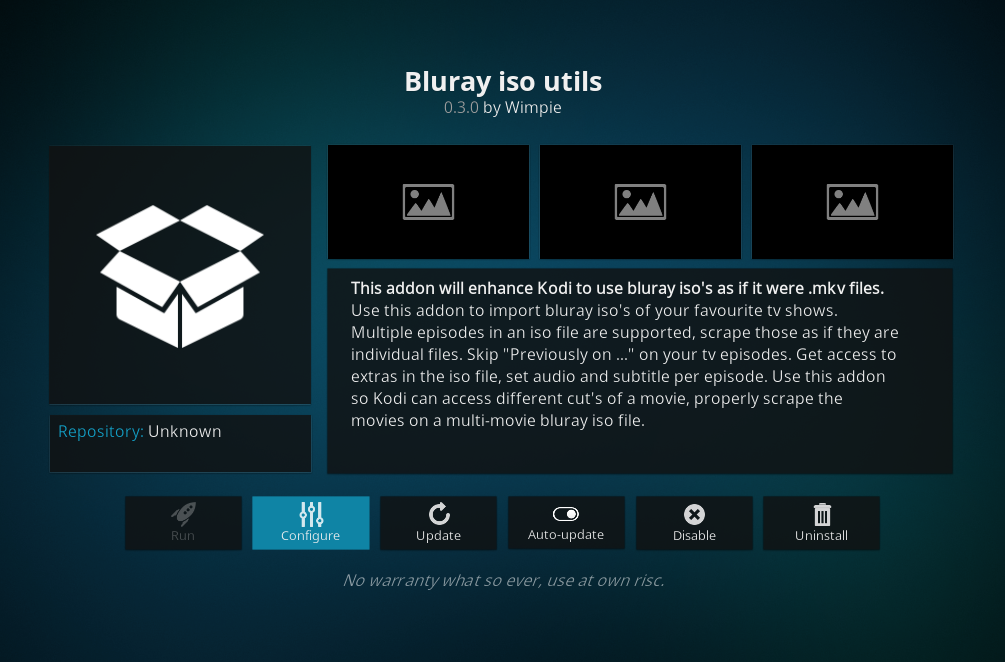 Bluray iso utils
0.3.0 by Wimpie
This addon will enhance Kodi to use bluray iso's as if it were .mkv files.
Use this addon to import bluray iso's of your favourite tv shows.
Multiple episodes in an iso file are supported, scrape those as if they are
individual files. Skip "Previously on ..." on your tv episodes. Get access to
extras in the iso file, set audio and subtitle per episode. Use this addon
so Kodi can access different cut's of a movie, properly scrape the
movies on a multi-movie bluray iso file.
Repository: Unknown
Run
Configure
Update
Auto-update
Disable
Uninstall
No warranty what so ever, use at own risc.